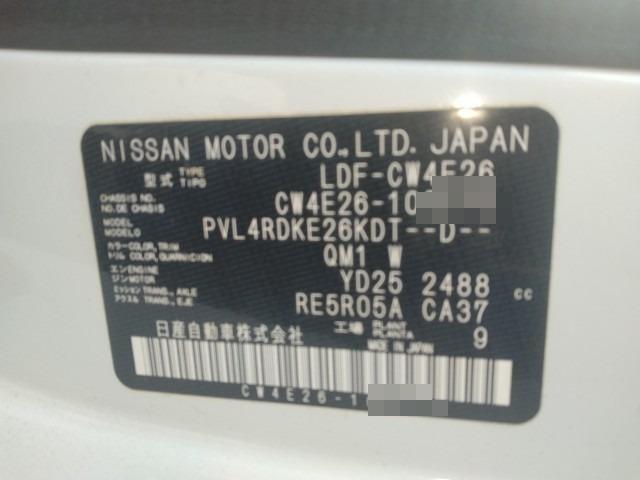 NISSAN MOTOR CO.,LTD. JAPAN
型式 TYPE TIPO LDF-CW4E26
CHASSIS NO. NO.DE CHASIS CW4E26-10
MODEL MODELO PVL4RDKE26KDT--D--
カラー COLOR,TRIM トリム COLOR,GUARNICION QM1 W
エンジン ENGINE MOTOR YD25 2488 cc
ミッション TRANS., AXLE アクスル TRANS.,EJE RE5R05A CA37
日産自動車株式会社 工場 PLANT PLANTA 9
MADE IN JAPAN
CW4E26-1